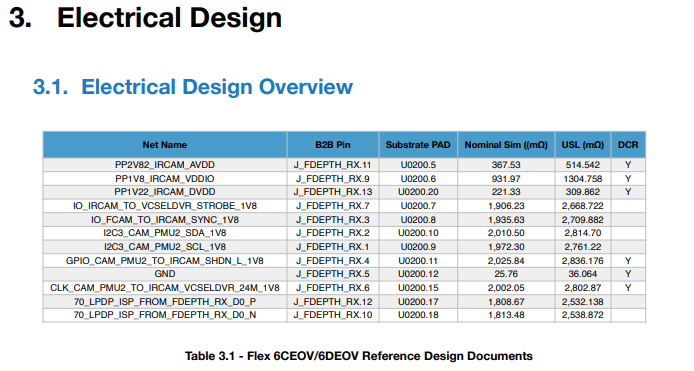 3. Electrical Design
3.1. Electrical Design Overview
Net Name B2B Pin Substrate PAD Nominal Sim ((mΩ) USL (mΩ) DCR
PP2V82_IRCAM_AVDD J_FDEPTH_RX.11 U0200.5 367.53 514.542 Y
PP1V8_IRCAM_VDDIO J_FDEPTH_RX.9 U0200.6 931.97 1304.758 Y
PP1V22_IRCAM_DVDD J_FDEPTH_RX.13 U0200.20 221.33 309.862 Y
IO_IRCAM_TO_VCSELDVR_STROBE_1V8 J_FDEPTH_RX.7 U0200.7 1,906.23 2,668.722
IO_FCAM_TO_IRCAM_SYNC_1V8 J_FDEPTH_RX.3 U0200.8 1,935.63 2,709.882
I2C3_CAM_PMU2_SDA_1V8 J_FDEPTH_RX.2 U0200.10 2,010.50 2,814.70
I2C3_CAM_PMU2_SCL_1V8 J_FDEPTH_RX.1 U0200.9 1,972.30 2,761.22
GPIO_CAM_PMU2_TO_IRCAM_SHDN_L_1V8 J_FDEPTH_RX.4 U0200.11 2,025.84 2,836.176 Y
GND J_FDEPTH_RX.5 U0200.12 25.76 36.064 Y
CLK_CAM_PMU2_TO_IRCAM_VCSELDVR_24M_1V8 J_FDEPTH_RX.6 U0200.15 2,002.05 2,802.87 Y
70_LPDP_ISP_FROM_FDEPTH_RX_D0_P J_FDEPTH_RX.12 U0200.17 1,808.67 2,532.138
70_LPDP_ISP_FROM_FDEPTH_RX_D0_N J_FDEPTH_RX.10 U0200.18 1,813.48 2,538.872
Table 3.1 - Flex 6CEOV/6DEOV Reference Design Documents